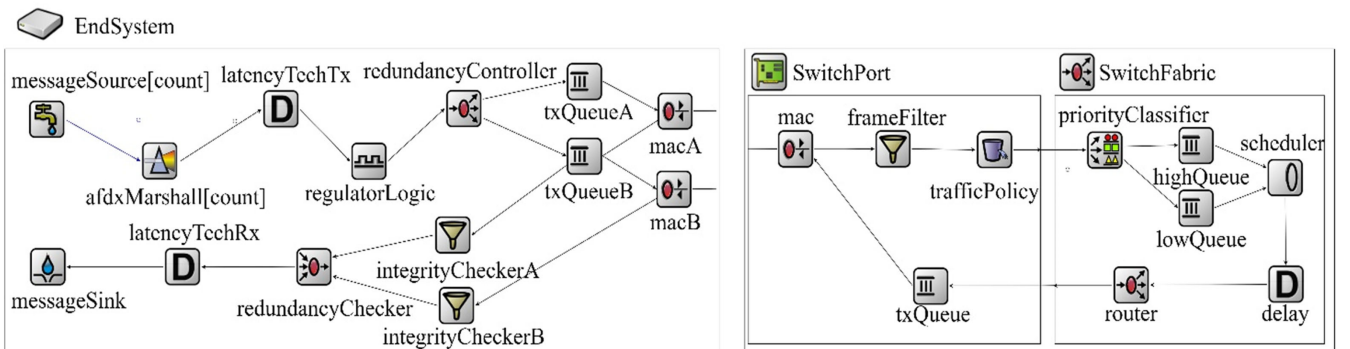 EndSystem
messageSource[count]
latencyTechTx
redundancyController
txQueueA
macA
afdxMarshall[count]
regulatorLogic
txQueueB
macB
latencyTechRx
integrityCheckerA
messageSink
redundancyChecker
integrityCheckerB
SwitchPort
SwitchFabric
mac
frameFilter
priorityClassifier
scheduler
highQueue
trafficPolicy
lowQueue
txQueue
router
delay
D
D
D